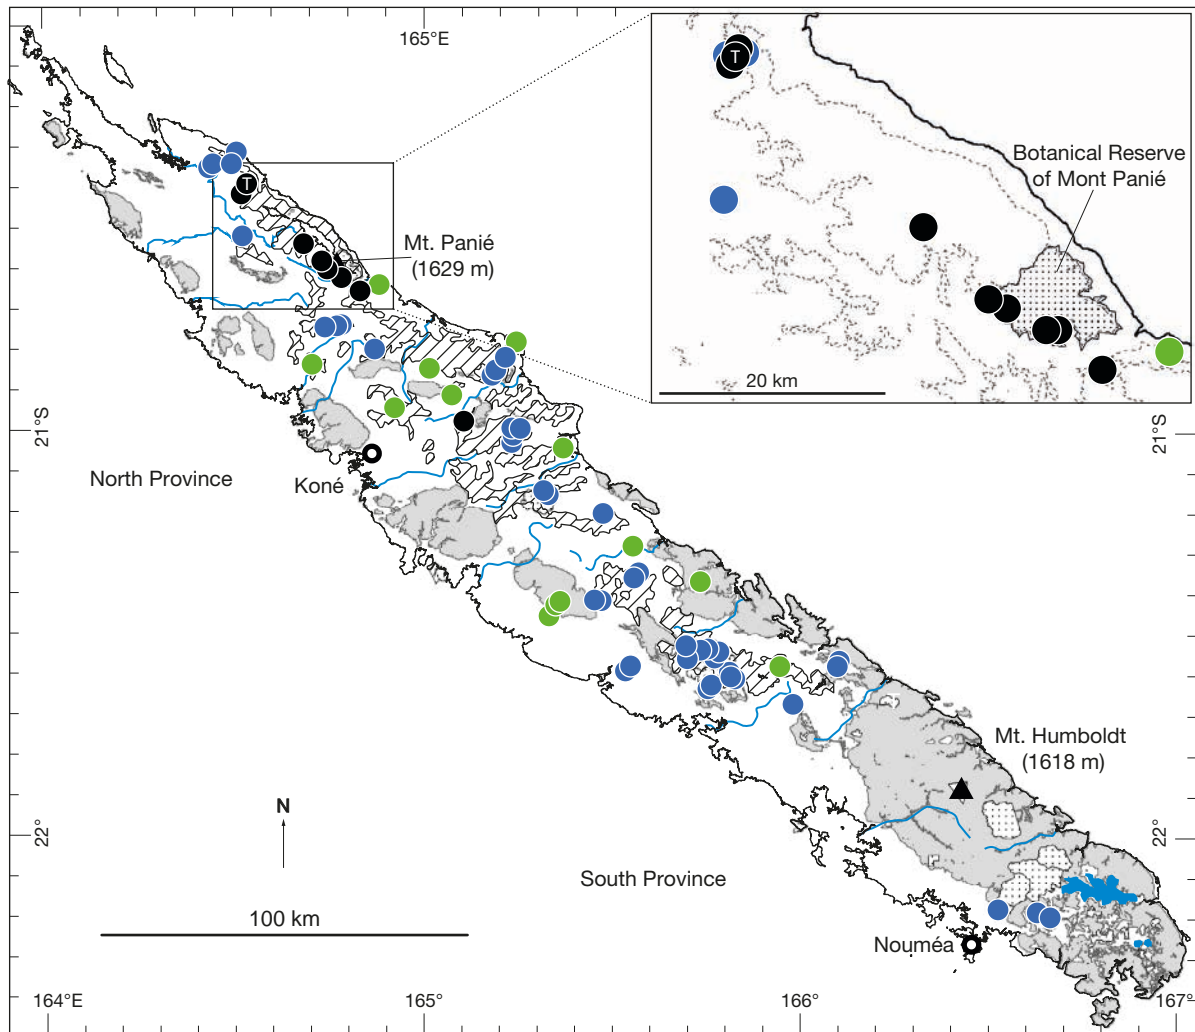 165°E
T
Botanical Reserve
of Mont Panié
T
Mt. Panié
(1629 m)
20 km
21°S
21°S
North Province
Koné
Mt. Humboldt
(1618 m)
N
22°
22°
South Province
100 km
Nouméa
164°E
165°
166°
167°